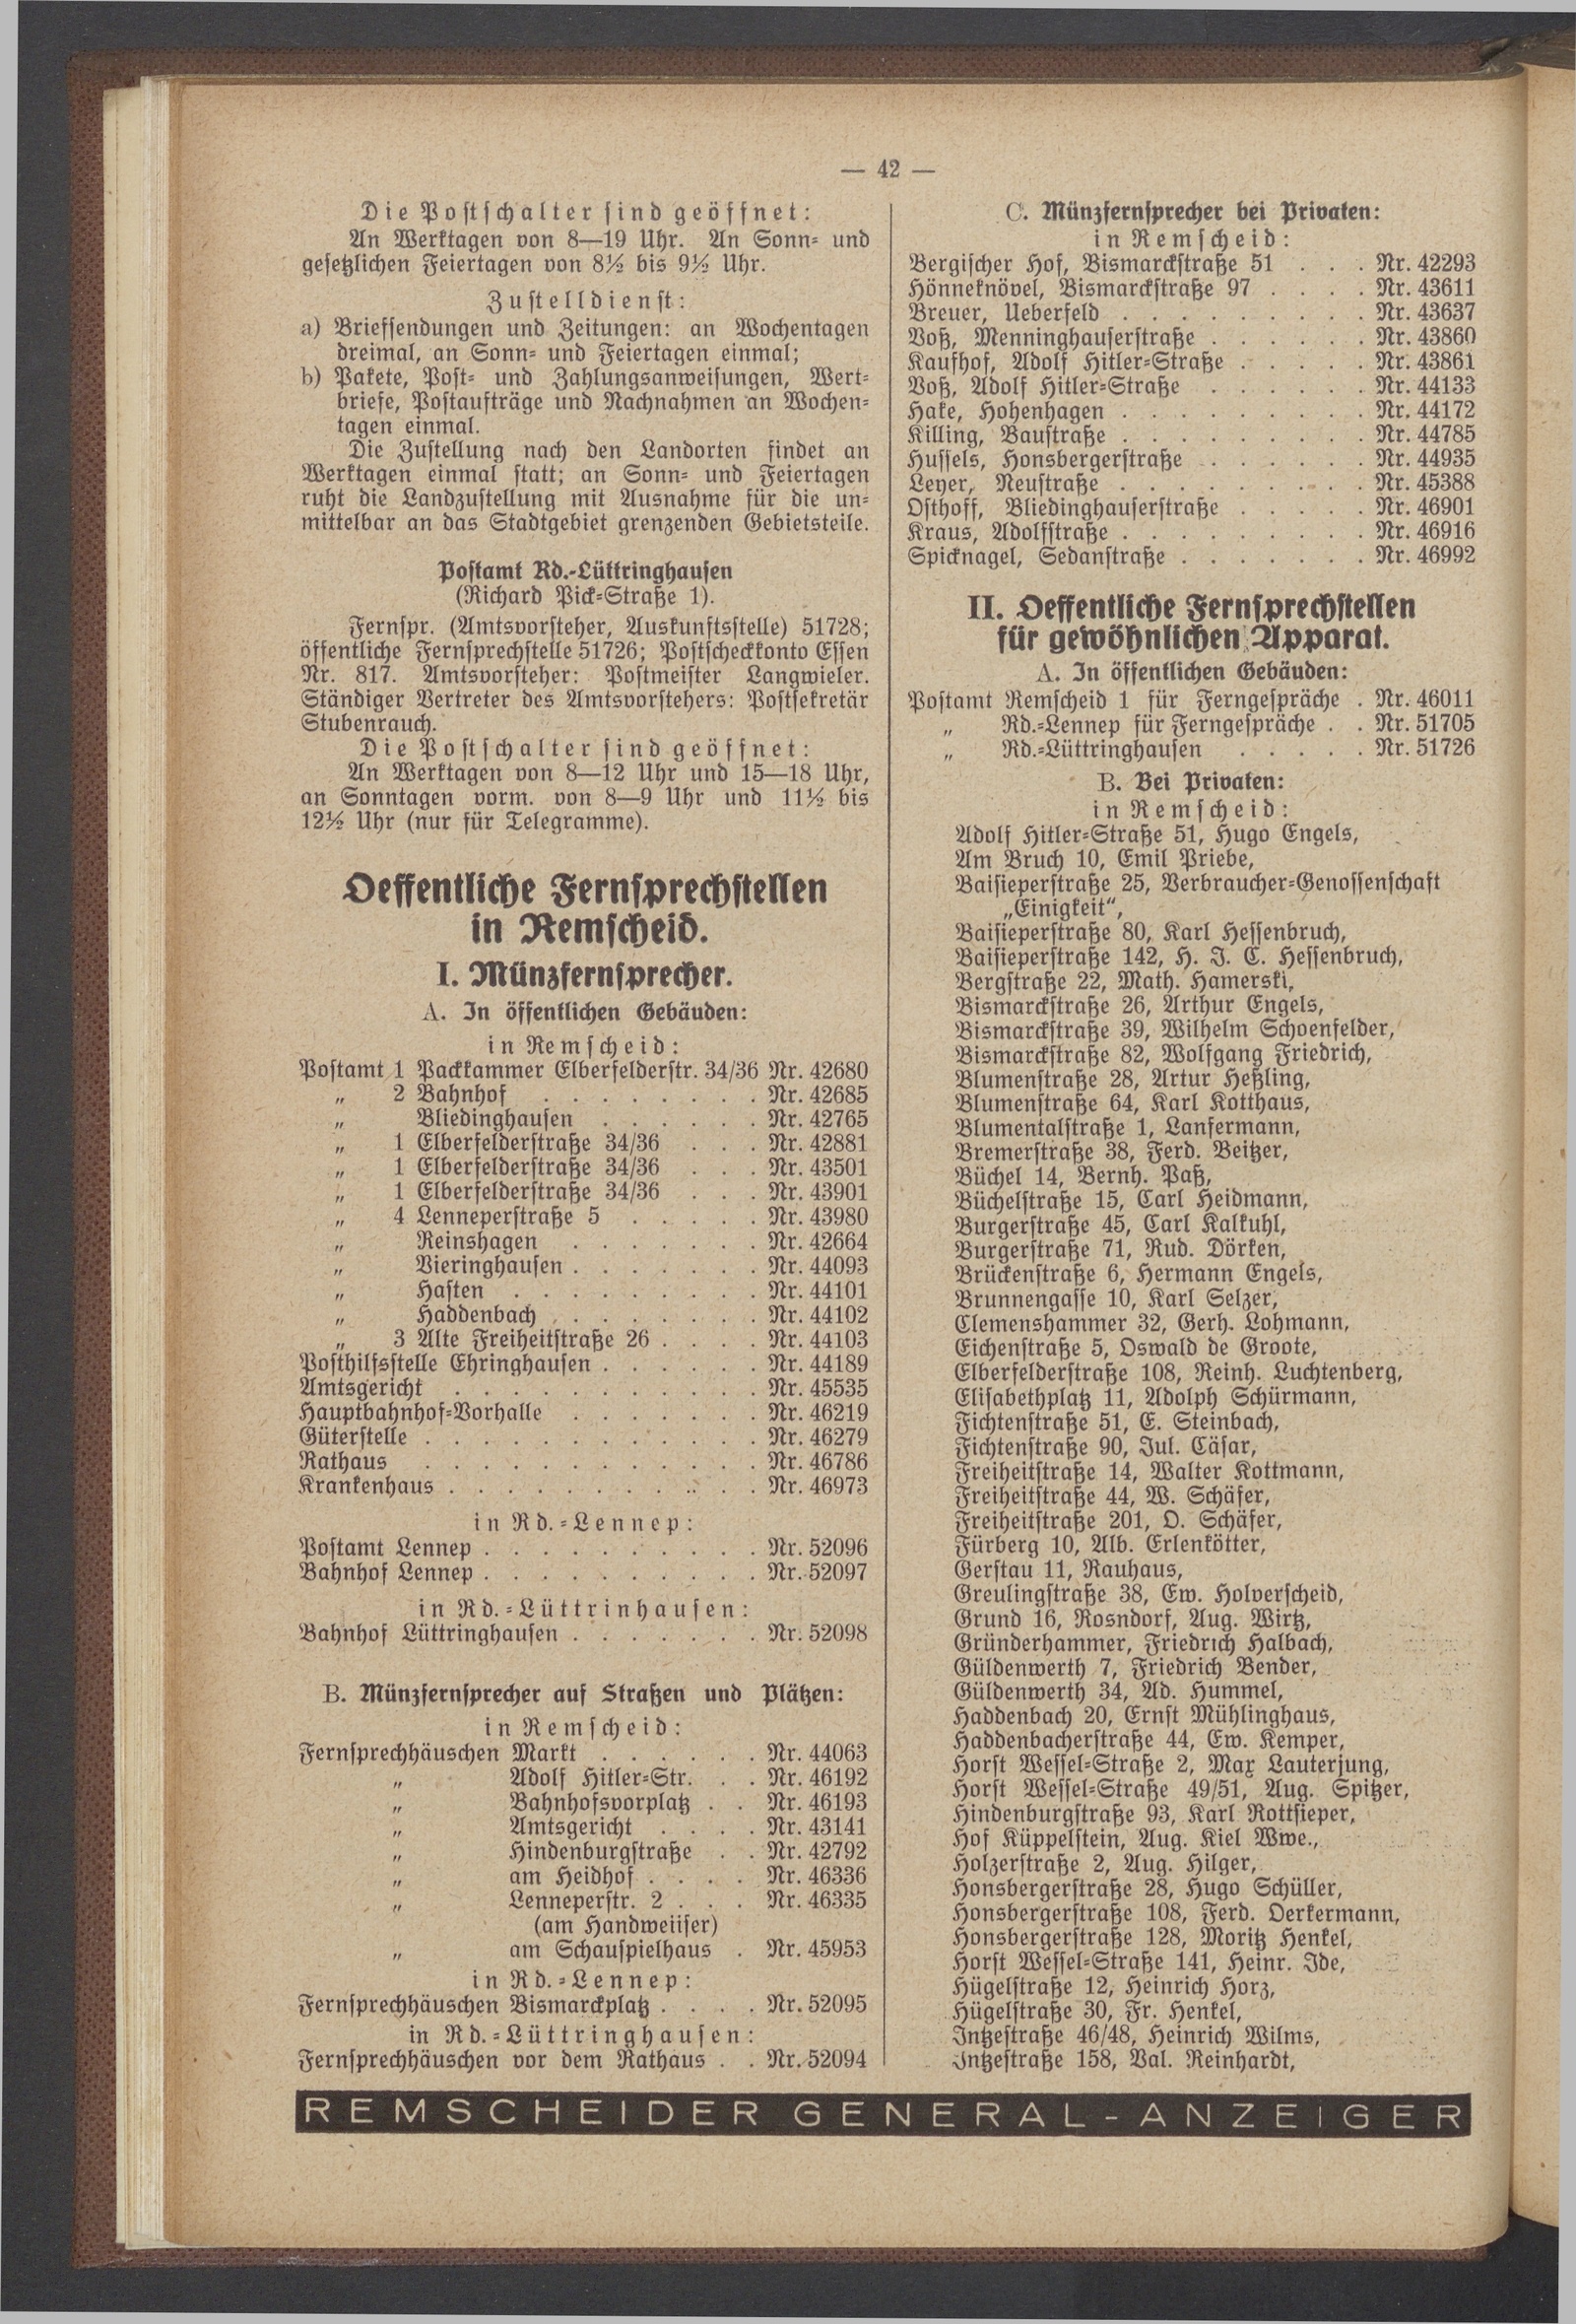 — 42 —
Die Postschalter sind geöffnet:
An Werktagen von 8—19 Uhr. An Sonn= und
gesetzlichen Feiertagen von 8½ bis 9½ Uhr.
Zustelldienst:
a) Briefsendungen und Zeitungen: an Wochentagen
dreimal, an Sonn= und Feiertagen einmal;
b) Pakete, Post= und Zahlungsanweisungen, Wert=
briefe, Postaufträge und Nachnahmen an Wochen=
tagen einmal.
Die Zustellung nach den Landorten findet an
Werktagen einmal statt; an Sonn= und Feiertagen
ruht die Landzustellung mit Ausnahme für die un=
mittelbar an das Stadtgebiet grenzenden Gebietsteile.
Postamt Rd.-Lüttringhausen
(Richard Pick=Straße 1).
Fernspr. (Amtsvorsteher, Auskunftsstelle) 51728;
öffentliche Fernsprechstelle 51726; Postscheckkonto Essen
Nr. 817. Amtsvorsteher: Postmeister Langwieler.
Ständiger Vertreter des Amtsvorstehers: Postsekretär
Stubenrauch.
Die Postschalter sind geöffnet:
An Werktagen von 8—12 Uhr und 15—18 Uhr,
an Sonntagen vorm. von 8—9 Uhr und 11½ bis
12½ Uhr (nur für Telegramme).
Oeffentliche Fernsprechstellen
in Remscheid.
I. Münzfernsprecher.
A. In öffentlichen Gebäuden:
in Remscheid:
Postamt 1 Packkammer Elberfelderstr. 34/36 Nr. 42680
„ 2 Bahnhof . . . . . . . . Nr. 42685
„ Bliedinghausen . . . . . . Nr. 42765
„ 1 Elberfelderstraße 34/36 . . . Nr. 42881
„ 1 Elberfelderstraße 34/36 . . . Nr. 43501
„ 1 Elberfelderstraße 34/36 . . . Nr. 43901
„ 4 Lenneperstraße 5 . . . . . Nr. 43980
„ Reinshagen . . . . . . . Nr. 42664
„ Vieringhausen . . . . . . . Nr. 44093
„ Hasten . . . . . . . . . Nr. 44101
„ Haddenbach . . . . . . . Nr. 44102
„ 3 Alte Freiheitstraße 26 . . . . Nr. 44103
Posthilfsstelle Ehringhausen . . . . . . Nr. 44189
Amtsgericht . . . . . . . . . . . Nr. 45535
Hauptbahnhof=Vorhalle . . . . . . . Nr. 46219
Güterstelle . . . . . . . . . . . . Nr. 46279
Rathaus . . . . . . . . . . . . Nr. 46786
Krankenhaus . . . . . . . . . . . Nr. 46973
in Rd.=Lennep:
Postamt Lennep . . . . . . . . . . Nr. 52096
Bahnhof Lennep . . . . . . . . . . Nr. 52097
in Rd.=Lüttrinhausen:
Bahnhof Lüttringhausen . . . . . . . Nr. 52098
B. Münzfernsprecher auf Straßen und Plätzen:
in Remscheid:
Fernsprechhäuschen Markt . . . . . . Nr. 44063
„ Adolf Hitler=Str. . . Nr. 46192
„ Bahnhofsvorplatz . . Nr. 46193
„ Amtsgericht . . . . Nr. 43141
„ Hindenburgstraße . . Nr. 42792
„ am Heidhof . . . . Nr. 46336
„ Lenneperstr. 2 . . . Nr. 46335
(am Handweiiser)
„ am Schauspielhaus . Nr. 45953
in Rd.=Lennep:
Fernsprechhäuschen Bismarckplatz . . . . Nr. 52095
in Rd.=Lüttringhausen:
Fernsprechhäuschen vor dem Rathaus . . Nr. 52094
C. Münzfernsprecher bei Privaten:
in Remscheid:
Bergischer Hof, Bismarckstraße 51 . . . Nr. 42293
Hönneknövel, Bismarckstraße 97 . . . . Nr. 43611
Breuer, Ueberfeld . . . . . . . . . Nr. 43637
Voß, Menninghauserstraße . . . . . . Nr. 43860
Kaufhof, Adolf Hitler=Straße . . . . . Nr. 43861
Voß, Adolf Hitler=Straße . . . . . . Nr. 44133
Hake, Hohenhagen . . . . . . . . . Nr. 44172
Killing, Baustraße . . . . . . . . . Nr. 44785
Hussels, Honsbergerstraße . . . . . . Nr. 44935
Leyer, Neustraße . . . . . . . . . Nr. 45388
Osthoff, Bliedinghauserstraße . . . . . Nr. 46901
Kraus, Adolfstraße . . . . . . . . . Nr. 46916
Spicknagel, Sedanstraße . . . . . . . Nr. 46992
II. Oeffentliche Fernsprechstellen
für gewöhnlichen Apparat.
A. In öffentlichen Gebäuden:
Postamt Remscheid 1 für Ferngespräche . Nr. 46011
„ Rd.=Lennep für Ferngespräche . . Nr. 51705
„ Rd.=Lüttringhausen . . . . . Nr. 51726
B. Bei Privaten:
in Remscheid:
Adolf Hitler=Straße 51, Hugo Engels,
Am Bruch 10, Emil Priebe,
Baisieperstraße 25, Verbraucher=Genossenschaft
„Einigkeit“,
Baisieperstraße 80, Karl Hessenbruch,
Baisieperstraße 142, H. J. C. Hessenbruch,
Bergstraße 22, Math. Hamerski,
Bismarckstraße 26, Arthur Engels,
Bismarckstraße 39, Wilhelm Schoenfelder,
Bismarckstraße 82, Wolfgang Friedrich,
Blumenstraße 28, Artur Heßling,
Blumenstraße 64, Karl Kotthaus,
Blumentalstraße 1, Lanfermann,
Bremerstraße 38, Ferd. Beitzer,
Büchel 14, Bernh. Paß,
Büchelstraße 15, Carl Heidmann,
Burgerstraße 45, Carl Kalkuhl,
Burgerstraße 71, Rud. Dörken,
Brückenstraße 6, Hermann Engels,
Brunnengasse 10, Karl Selzer,
Clemenshammer 32, Gerh. Lohmann,
Eichenstraße 5, Oswald de Groote,
Elberfelderstraße 108, Reinh. Luchtenberg,
Elisabethplatz 11, Adolph Schürmann,
Fichtenstraße 51, E. Steinbach,
Fichtenstraße 90, Jul. Cäsar,
Freiheitstraße 14, Walter Kottmann,
Freiheitstraße 44, W. Schäfer,
Freiheitstraße 201, O. Schäfer,
Fürberg 10, Alb. Erlenkötter,
Gerstau 11, Rauhaus,
Greulingstraße 38, Ew. Holverscheid,
Grund 16, Rosndorf, Aug. Wirtz,
Gründerhammer, Friedrich Halbach,
Güldenwerth 7, Friedrich Bender,
Güldenwerth 34, Ad. Hummel,
Haddenbach 20, Ernst Mühlinghaus,
Haddenbacherstraße 44, Ew. Kemper,
Horst Wessel=Straße 2, Max Lauterjung,
Horst Wessel=Straße 49/51, Aug. Spitzer,
Hindenburgstraße 93, Karl Rottsieper,
Hof Küppelstein, Aug. Kiel Wwe.,
Holzerstraße 2, Aug. Hilger,
Honsbergerstraße 28, Hugo Schüller,
Honsbergerstraße 108, Ferd. Oerkermann,
Honsbergerstraße 128, Moritz Henkel,
Horst Wessel=Straße 141, Heinr. Ide,
Hügelstraße 12, Heinrich Horz,
Hügelstraße 30, Fr. Henkel,
Intzestraße 46/48, Heinrich Wilms,
Intzestraße 158, Val. Reinhardt,
REMSCHEIDER GENERAL-ANZEIGER